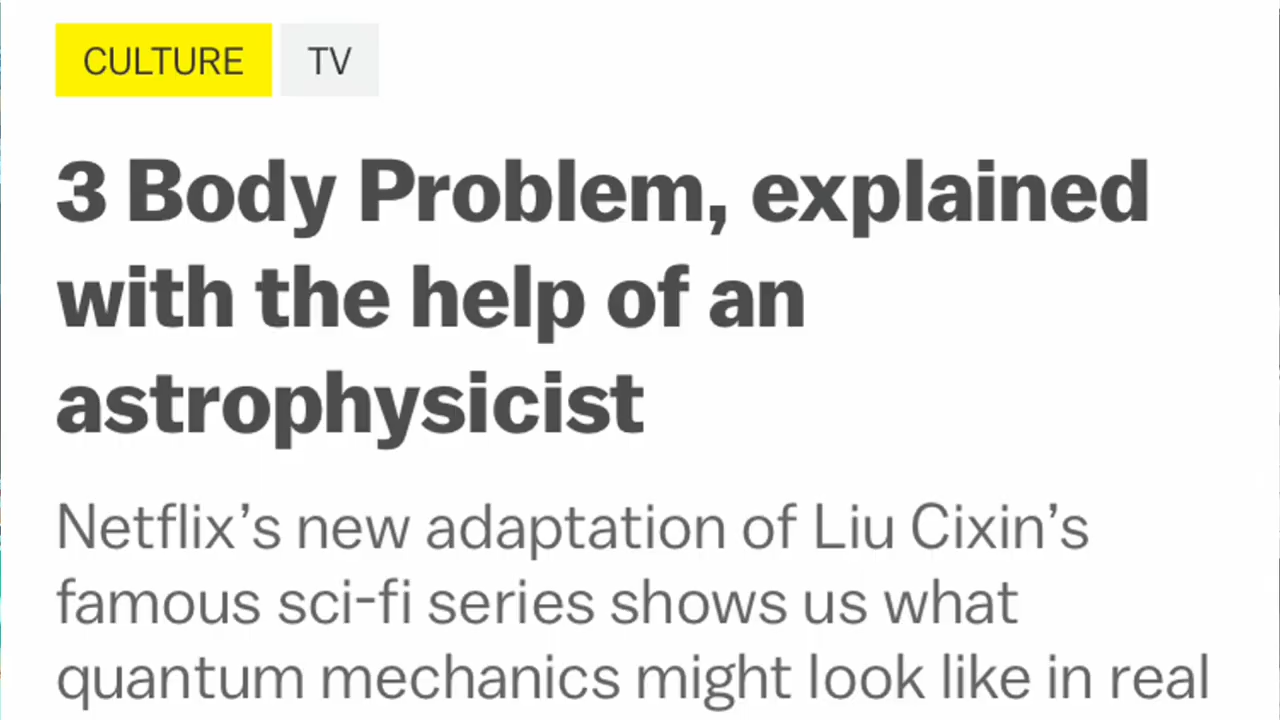 CULTURE TV
3 Body Problem, explained
with the help of an
astrophysicist
Netflix’s new adaptation of Liu Cixin’s
famous sci-fi series shows us what
quantum mechanics might look like in real